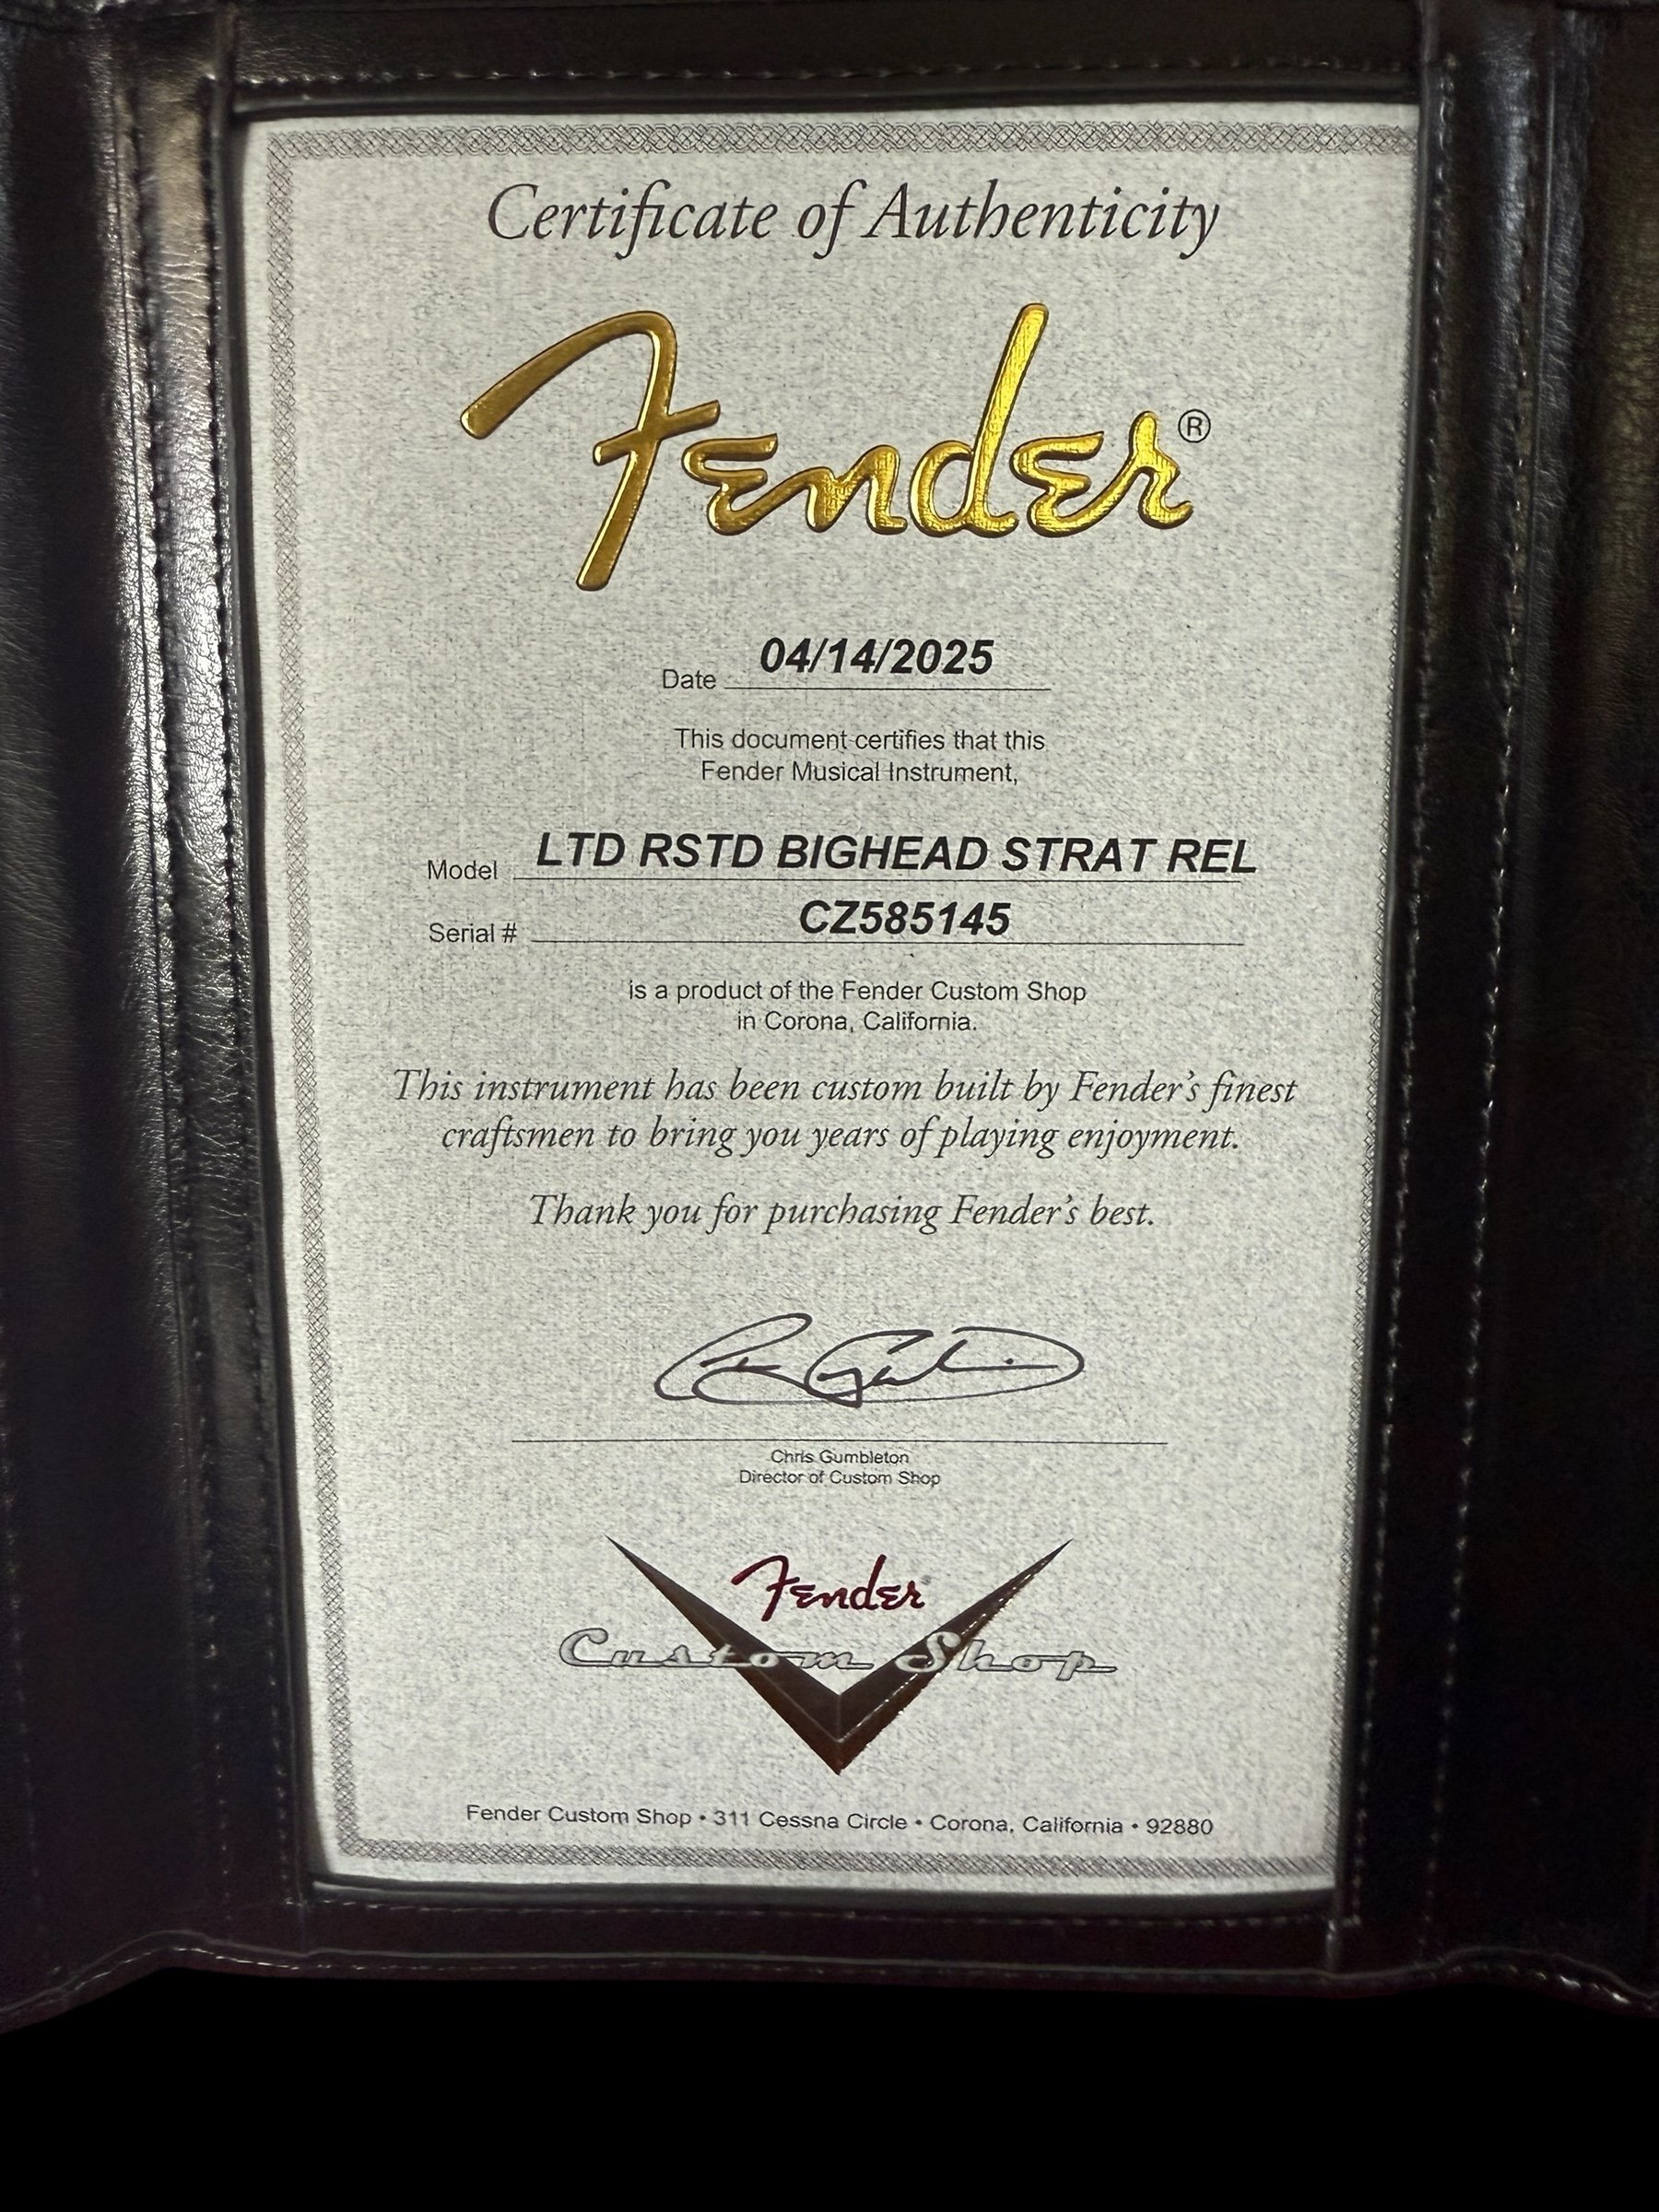 Certificate of Authenticity
Fender®
Date 04/14/2025
This document certifies that this
Fender Musical Instrument,
Model LTD RSTD BIGHEAD STRAT REL
Serial # CZ585145
is a product of the Fender Custom Shop
in Corona, California.
This instrument has been custom built by Fender's finest
craftsmen to bring you years of playing enjoyment.
Thank you for purchasing Fender's best.
Chris Gumbleton
Director of Custom Shop
Fender
Custom Shop
Fender Custom Shop • 311 Cessna Circle • Corona, California • 92880